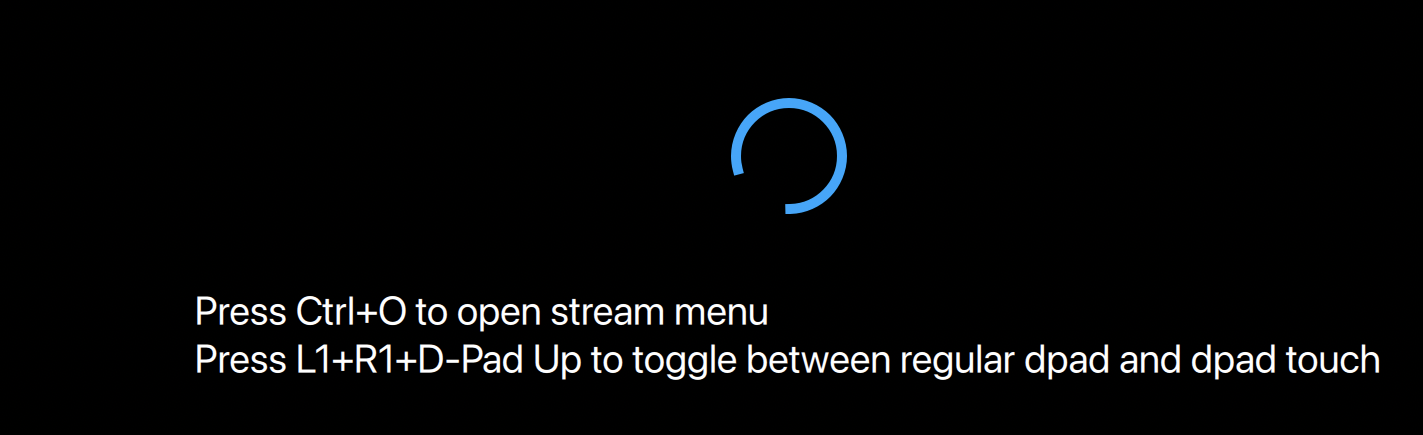 Press Ctrl+O to open stream menu
Press L1+R1+D-Pad Up to toggle between regular dpad and dpad touch